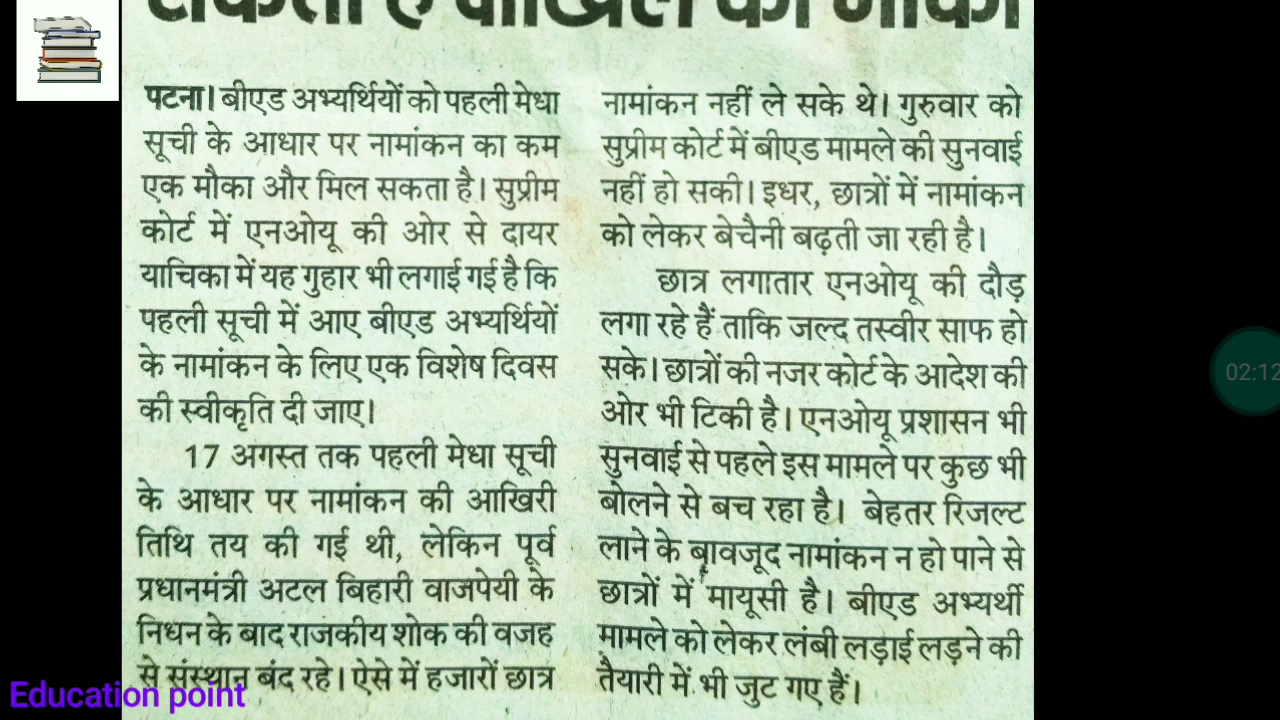 पटना। बीएड अभ्यर्थियों को पहली मेधा
सूची के आधार पर नामांकन का कम
एक मौका और मिल सकता है। सुप्रीम
कोर्ट में एनओयू की ओर से दायर
याचिका में यह गुहार भी लगाई गई है कि
पहली सूची में आए बीएड अभ्यर्थियों
के नामांकन के लिए एक विशेष दिवस
की स्वीकृति दी जाए।
17 अगस्त तक पहली मेधा सूची
के आधार पर नामांकन की आखिरी
तिथि तय की गई थी, लेकिन पूर्व
प्रधानमंत्री अटल बिहारी वाजपेयी के
निधन के बाद राजकीय शोक की वजह
से संस्थान बंद रहे। ऐसे में हजारों छात्र
नामांकन नहीं ले सके थे। गुरुवार को
सुप्रीम कोर्ट में बीएड मामले की सुनवाई
नहीं हो सकी। इधर, छात्रों में नामांकन
को लेकर बेचैनी बढ़ती जा रही है।
छात्र लगातार एनओयू की दौड़
लगा रहे हैं ताकि जल्द तस्वीर साफ हो
सके। छात्रों की नजर कोर्ट के आदेश की
ओर भी टिकी है। एनओयू प्रशासन भी
सुनवाई से पहले इस मामले पर कुछ भी
बोलने से बच रहा है। बेहतर रिजल्ट
लाने के बावजूद नामांकन न हो पाने से
छात्रों में मायूसी है। बीएड अभ्यर्थी
मामले को लेकर लंबी लड़ाई लड़ने की
तैयारी में भी जुट गए हैं।
Education point
02:12